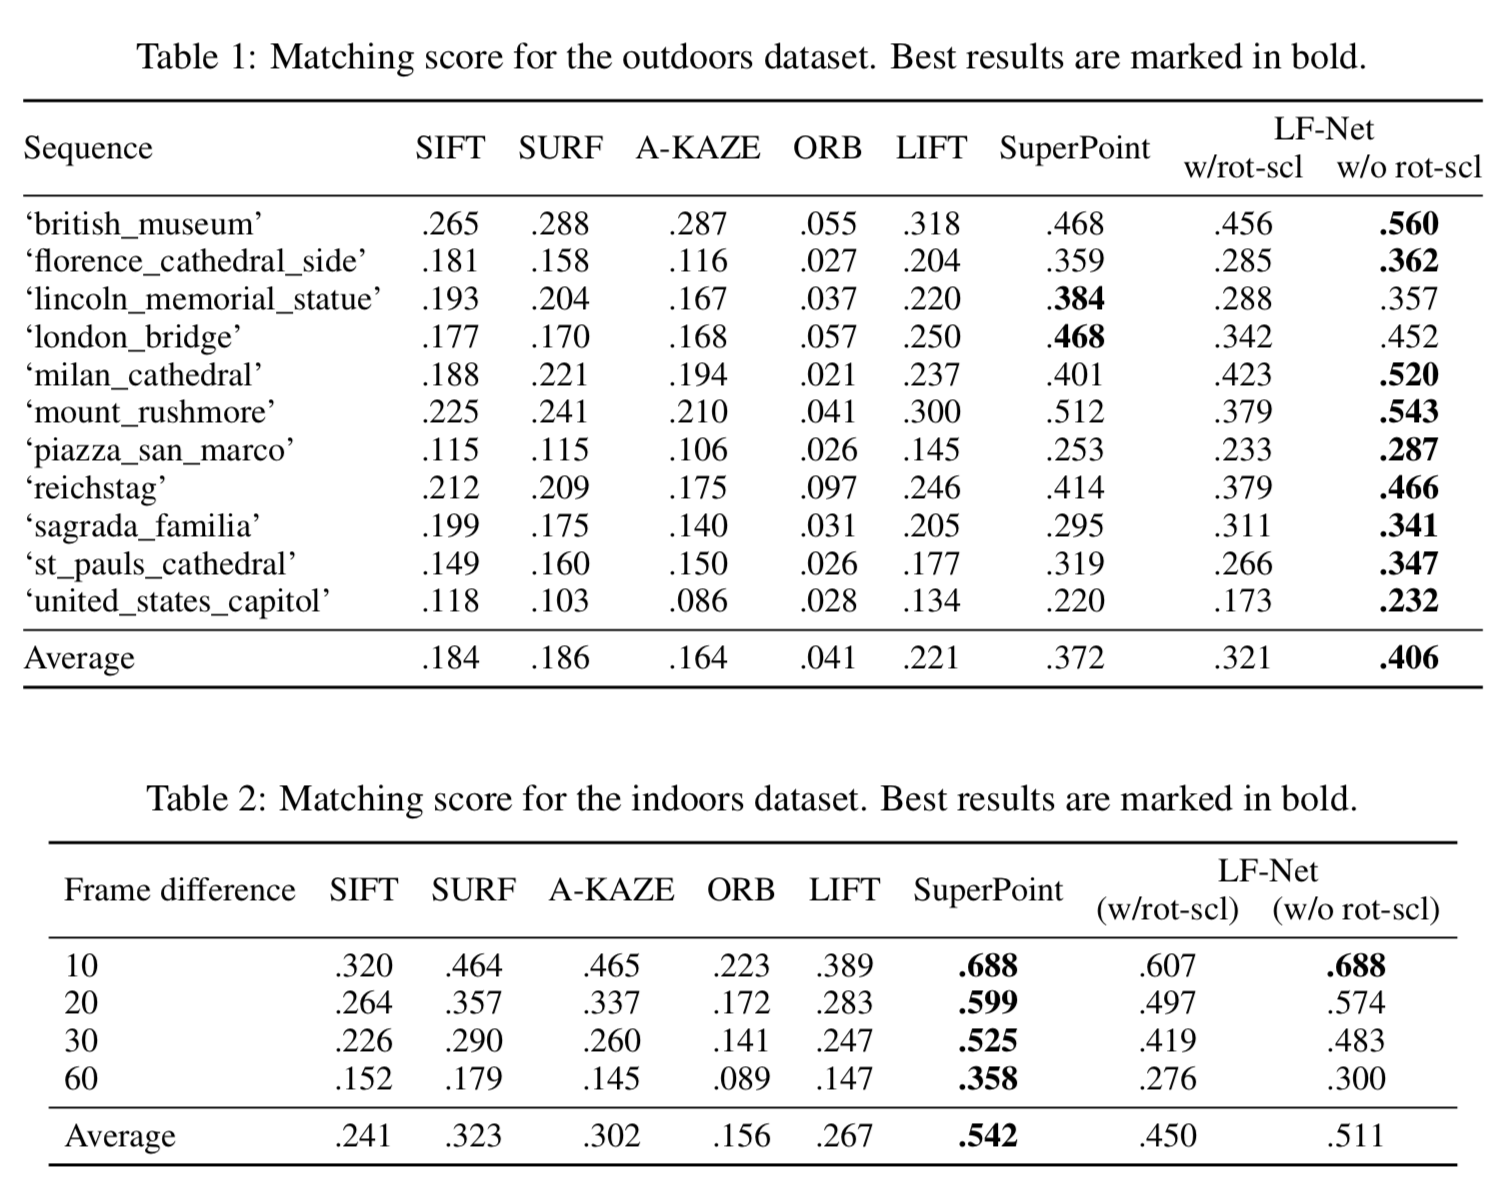 Table 1: Matching score for the outdoors dataset. Best results are marked in bold.
Sequence SIFT SURF A-KAZE ORB LIFT SuperPoint LF-Net
w/rot-scl w/o rot-scl
‘british_museum’ .265 .288 .287 .055 .318 .468 .456 .560
‘florence_cathedral_side’ .181 .158 .116 .027 .204 .359 .285 .362
‘lincoln_memorial_statue’ .193 .204 .167 .037 .220 .384 .288 .357
‘london_bridge’ .177 .170 .168 .057 .250 .468 .342 .452
‘milan_cathedral’ .188 .221 .194 .021 .237 .401 .423 .520
‘mount_rushmore’ .225 .241 .210 .041 .300 .512 .379 .543
‘piazza_san_marco’ .115 .115 .106 .026 .145 .253 .233 .287
‘reichstag’ .212 .209 .175 .097 .246 .414 .379 .466
‘sagrada_familia’ .199 .175 .140 .031 .205 .295 .311 .341
‘st_pauls_cathedral’ .149 .160 .150 .026 .177 .319 .266 .347
‘united_states_capitol’ .118 .103 .086 .028 .134 .220 .173 .232
Average .184 .186 .164 .041 .221 .372 .321 .406
Table 2: Matching score for the indoors dataset. Best results are marked in bold.
Frame difference SIFT SURF A-KAZE ORB LIFT SuperPoint LF-Net
(w/rot-scl) (w/o rot-scl)
10 .320 .464 .465 .223 .389 .688 .607 .688
20 .264 .357 .337 .172 .283 .599 .497 .574
30 .226 .290 .260 .141 .247 .525 .419 .483
60 .152 .179 .145 .089 .147 .358 .276 .300
Average .241 .323 .302 .156 .267 .542 .450 .511